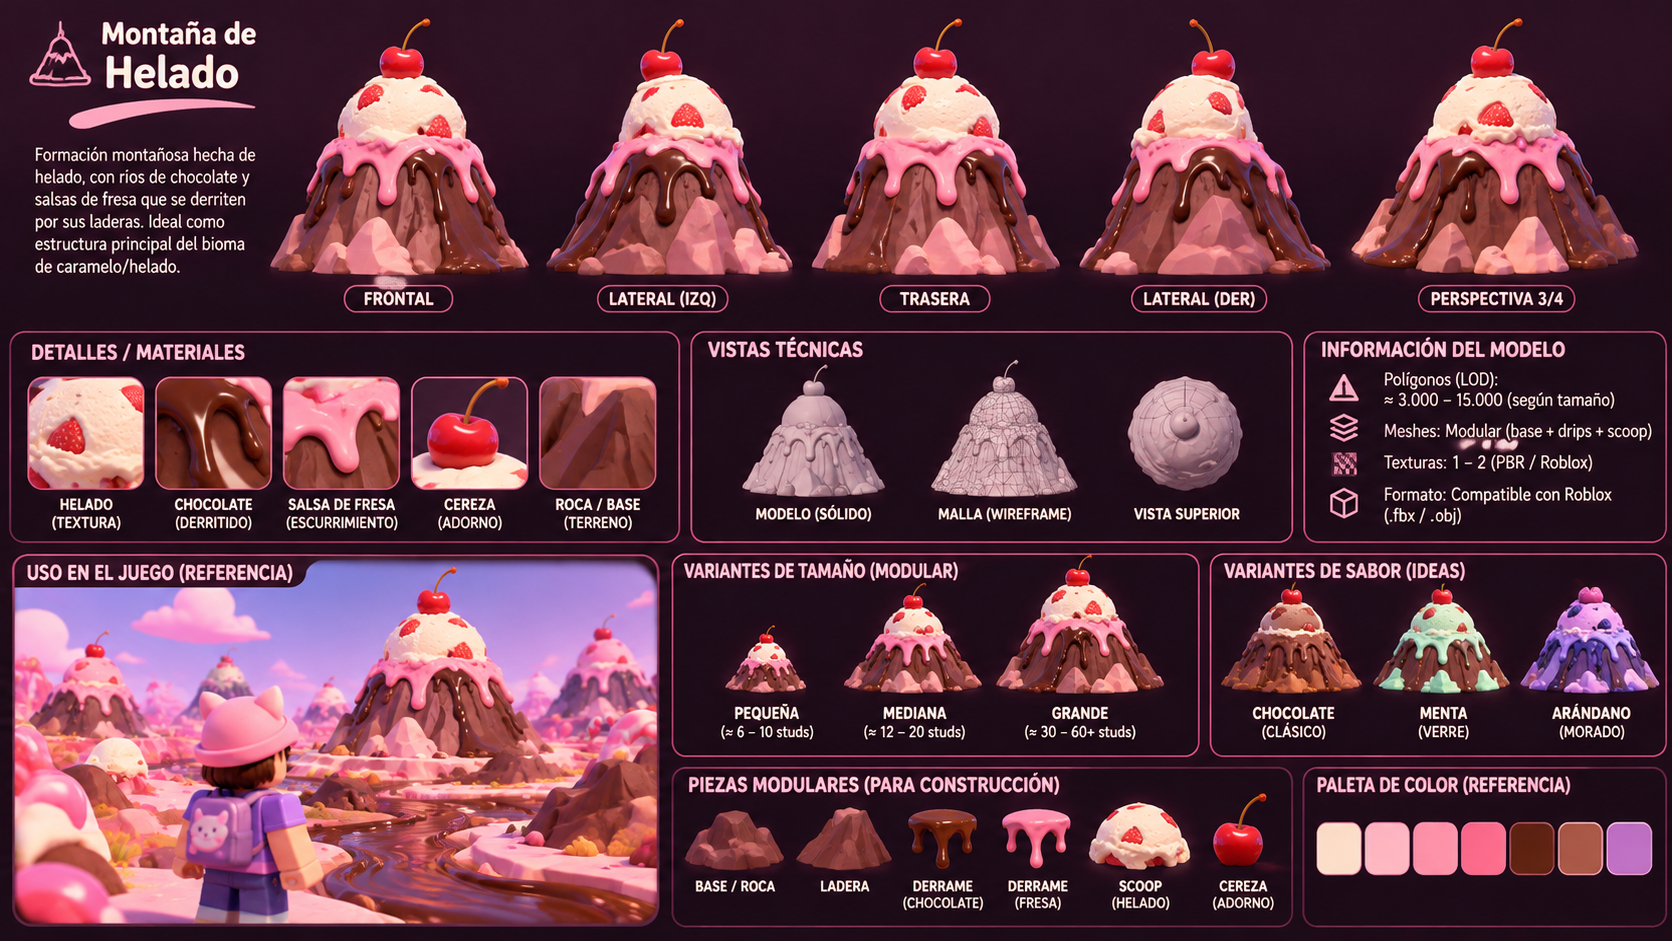 Montaña de
Helado
Formación montañosa hecha de
helado, con ríos de chocolate y
salsas de fresa que se derriten
por sus laderas. Ideal como
estructura principal del bioma
de caramelo/helado.
FRONTAL
LATERAL (IZQ)
TRASERA
LATERAL (DER)
PERSPECTIVA 3/4
DETALLES / MATERIALES
HELADO
(TEXTURA)
CHOCOLATE
(DERRITIDO)
SALSA DE FRESA
(ESCURRIMIENTO)
CEREZA
(ADORNO)
ROCA / BASE
(TERRENO)
VISTAS TÉCNICAS
MODELO (SÓLIDO)
MALLA (WIREFRAME)
VISTA SUPERIOR
INFORMACIÓN DEL MODELO
Polígonos (LOD):
≈ 3.000 – 15.000 (según tamaño)
Meshes: Modular (base + drips + scoop)
Texturas: 1 – 2 (PBR / Roblox)
Formato: Compatible con Roblox
(.fbx / .obj)
USO EN EL JUEGO (REFERENCIA)
VARIANTES DE TAMAÑO (MODULAR)
PEQUEÑA
(≈ 6 – 10 studs)
MEDIANA
(≈ 12 – 20 studs)
GRANDE
(≈ 30 – 60+ studs)
VARIANTES DE SABOR (IDEAS)
CHOCOLATE
(CLÁSICO)
MENTA
(VERRE)
ARÁNDANO
(MORADO)
PIEZAS MODULARES (PARA CONSTRUCCIÓN)
BASE / ROCA
LADERA
DERRAME
(CHOCOLATE)
DERRAME
(FRESA)
SCOOP
(HELADO)
CEREZA
(ADORNO)
PALETA DE COLOR (REFERENCIA)